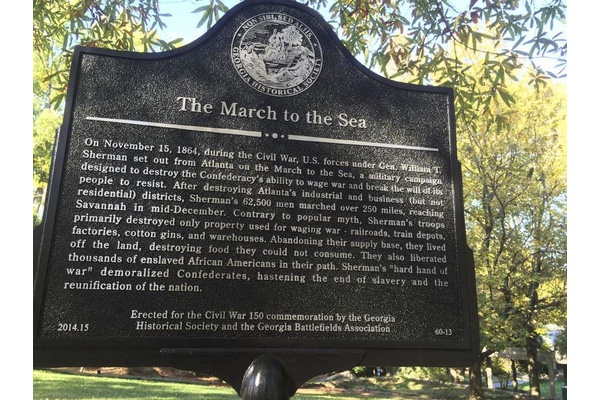 NON SIBI, SED ALIIS
GEORGIA HISTORICAL SOCIETY
The March to the Sea
On November 15, 1864, during the Civil War, U.S. forces under Gen. William T.
Sherman set out from Atlanta on the March to the Sea, a military campaign
designed to destroy the Confederacy's ability to wage war and break the will of its
people to resist. After destroying Atlanta's industrial and business (but not
residential) districts, Sherman's 62,500 men marched over 250 miles, reaching
Savannah in mid-December. Contrary to popular myth, Sherman's troops
primarily destroyed only property used for waging war - railroads, train depots,
factories, cotton gins, and warehouses. Abandoning their supply base, they lived
off the land, destroying food they could not consume. They also liberated
thousands of enslaved African Americans in their path. Sherman's "hard hand of
war" demoralized Confederates, hastening the end of slavery and the
reunification of the nation.
Erected for the Civil War 150 commemoration by the Georgia
Historical Society and the Georgia Battlefields Association
2014.15 60-13